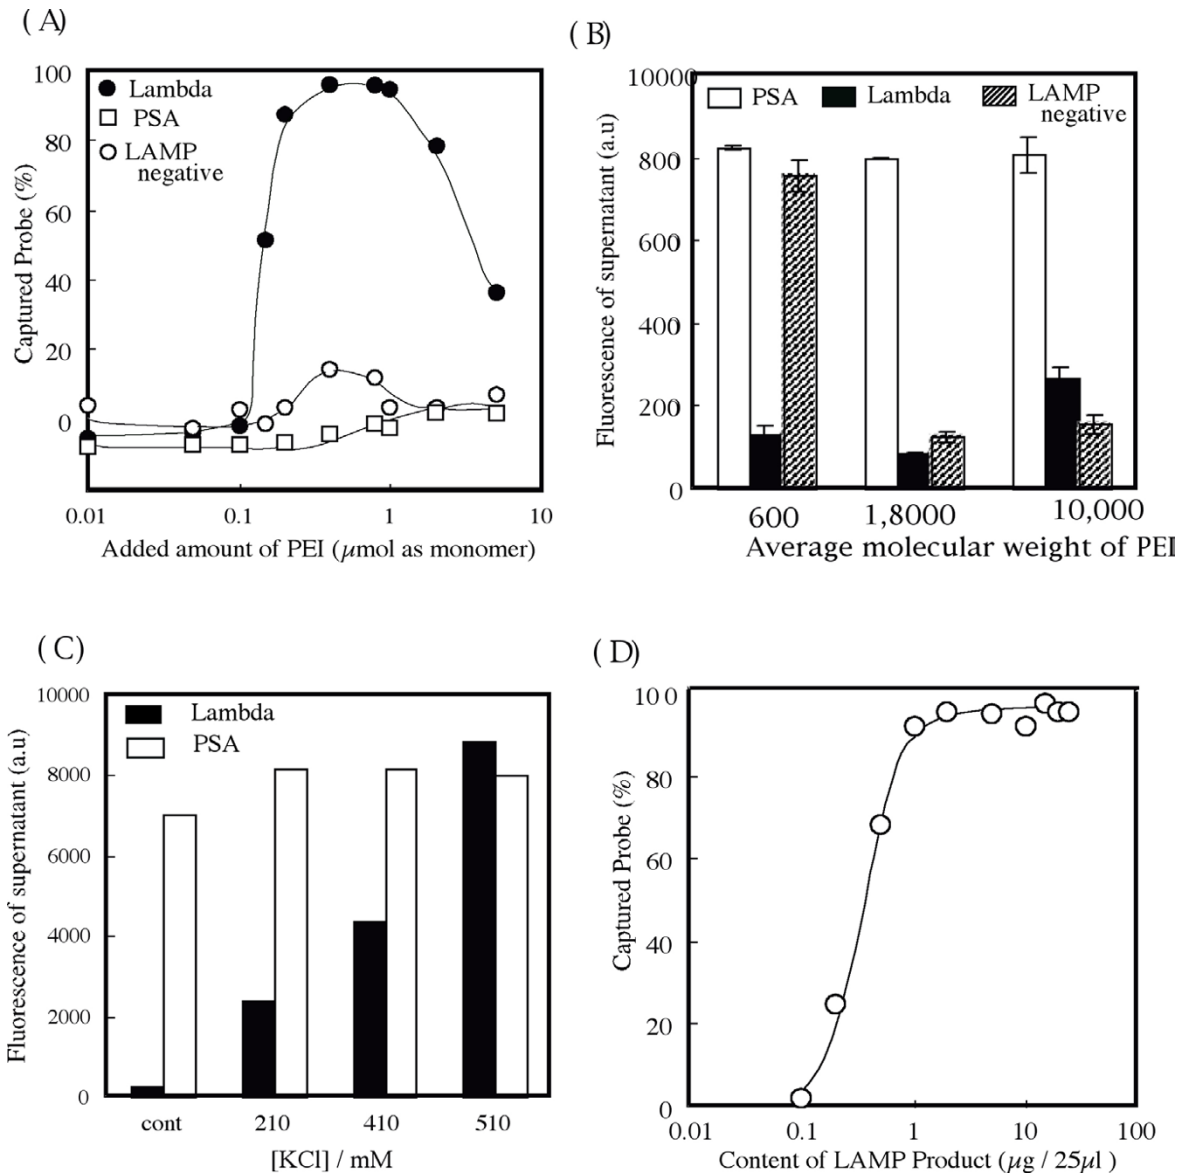 ( A)
100
80
60
40
20
0
Captured Probe (%)
Lambda
PSA
LAMP
negative
0.01 0.1 1 10
Added amount of PEI (µmol as monomer)
( B)
10000
800
600
400
200
0
Fluorescence of supernatant (a.u)
PSA Lambda LAMP
negative
600 1,8000 10,000
Average molecular weight of PEI
( C)
10000
8000
6000
4000
2000
0
Fluorescence of supernatant (a.u)
Lambda
PSA
cont 210 410 510
[KCl] / mM
( D)
100
80
60
40
20
0
Captured Probe (%)
0.01 0.1 1 10 100
Content of LAMP Product (µg / 25µl )